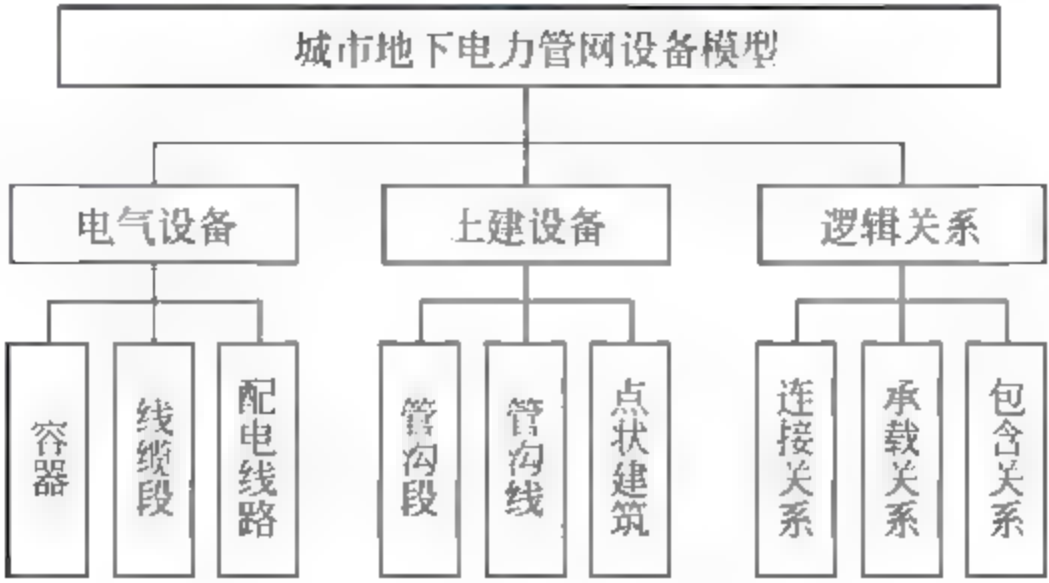 城市地下电力管网设备模型
电气设备
土建设备
逻辑关系
容器
线缆段
配电线路
管沟段
管沟线
点状建筑
连接关系
承载关系
包含关系